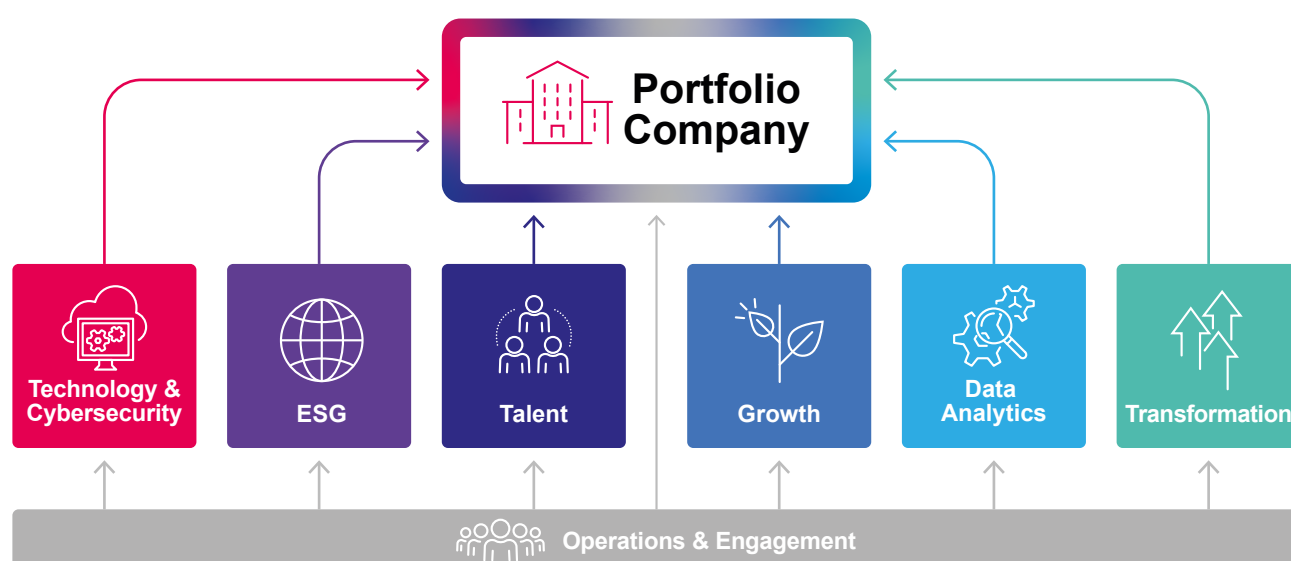 Portfolio
Company
Technology &
Cybersecurity
ESG
Talent
Growth
Data
Analytics
Transformation
Operations & Engagement